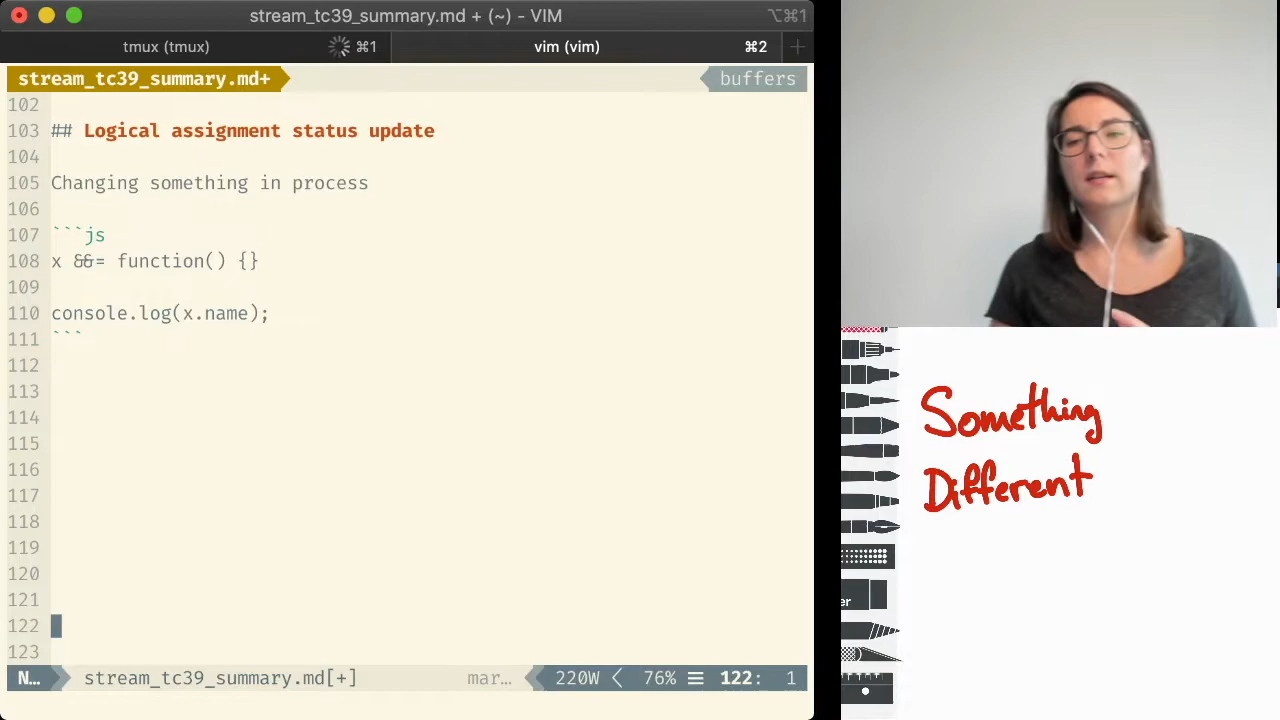 stream_tc39_summary.md + (~) - VIM
⌥⌘1
tmux (tmux)
⌘1
vim (vim)
⌘2
+
stream_tc39_summary.md+
buffers
102
103 ## Logical assignment status update
104
105 Changing something in process
106
107 ```js
108 x &&= function() {}
109
110 console.log(x.name);
111 ```
112
113
114
115
116
117
118
119
120
121
122
123
N...
stream_tc39_summary.md[+]
mar...
220W
76% ☰ 122: 1
Something
Different
er